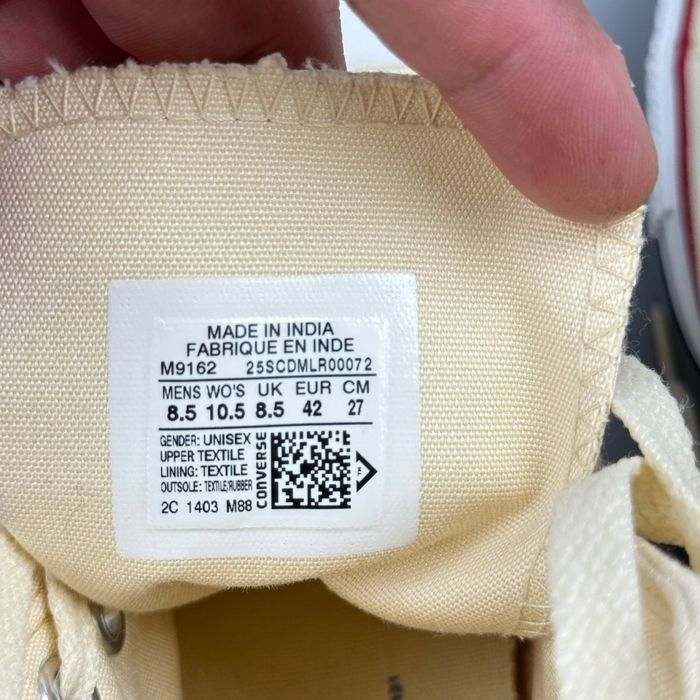 MADE IN INDIA
FABRIQUE EN INDE
M9162 25SCDMLR00072
MENS WO'S UK EUR CM
8.5 10.5 8.5 42 27
GENDER: UNISEX
UPPER TEXTILE
LINING: TEXTILE
OUTSOLE: TEXTILE/RUBBER
2C 1403 M88
CONVERSE
TM